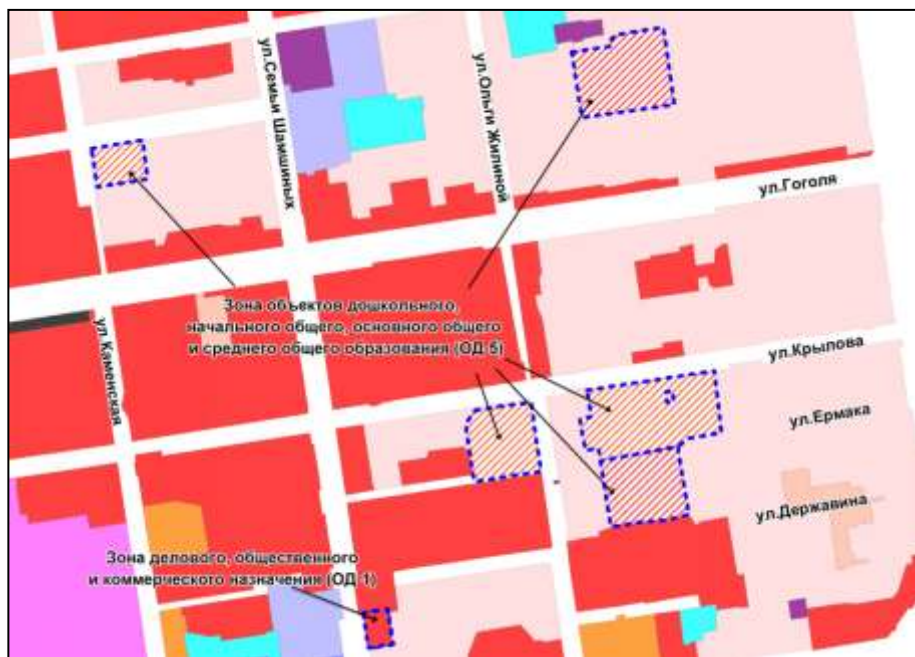 ул.Семьи Шамшиных
ул.Ольги Жилиной
ул.Гоголя
Зона объектов дошкольного,
начального общего, основного общего
и среднего общего образования (ОД-5)
ул.Каменская
ул.Крылова
ул.Ермака
ул.Державина
Зона делового, общественного
и коммерческого назначения (ОД-1)